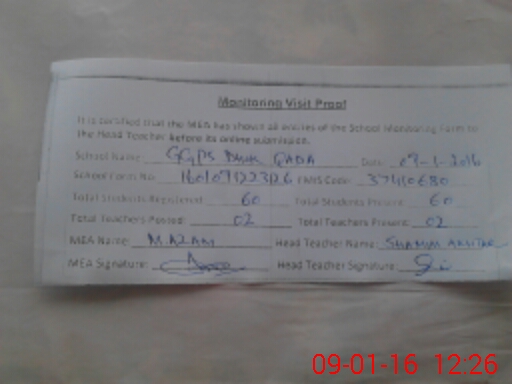 Monitoring Visit Proof
It is certified that the MEA has shown all entries of the School Monitoring Form to
the Head Teacher before its online submission.
School Name: GGPS GADA Date: 09-1-2016
School Form No: EMIS Code: 37410680
Total Students Registered: 60 Total Students Present: 60
Total Teachers Posted: 02 Total Teachers Present: 02
MEA Name: M.AZAM Head Teacher Name: SHAMIM AKHTAR
MEA Signature: Head Teacher Signature:
09-01-16 12:26